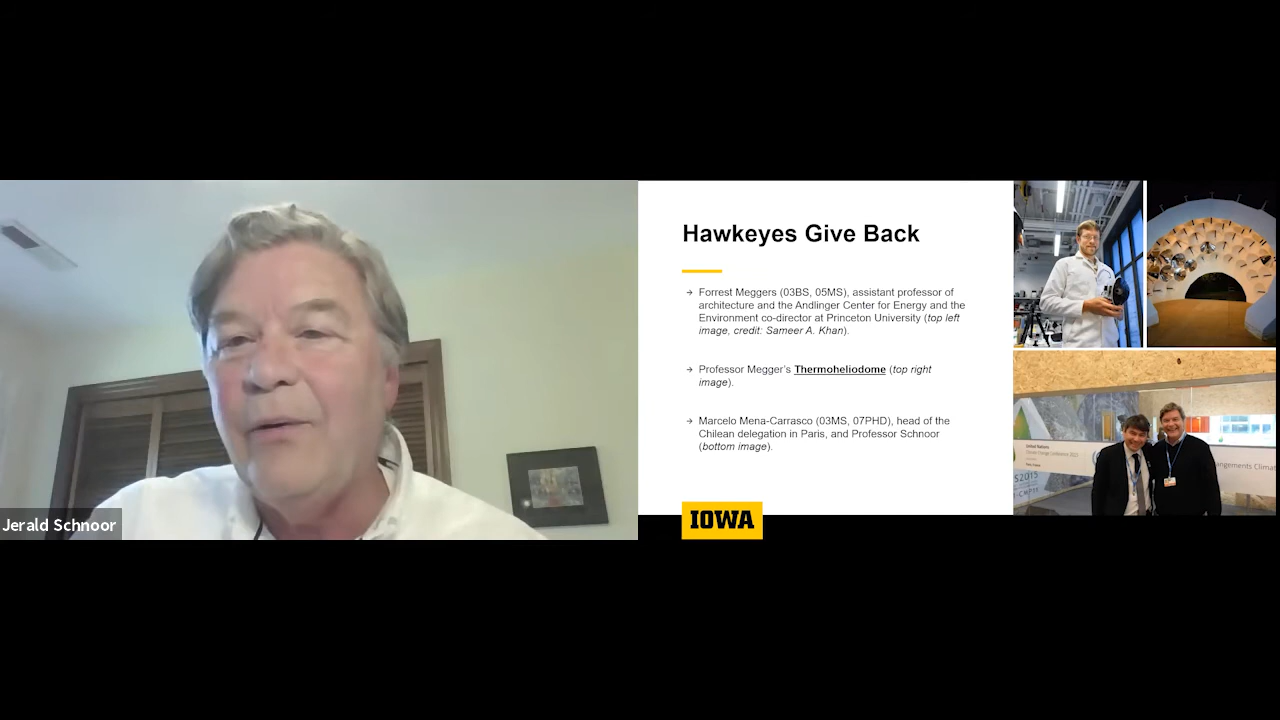 Jerald Schnoor
Hawkeyes Give Back
→ Forrest Meggers (03BS, 05MS), assistant professor of
architecture and the Andlinger Center for Energy and the
Environment co-director at Princeton University (top left
image, credit: Sameer A. Khan).
→ Professor Megger's Thermoheliodome (top right
image).
→ Marcelo Mena-Carrasco (03MS, 07PHD), head of the
Chilean delegation in Paris, and Professor Schnoor
(bottom image).
IOWA